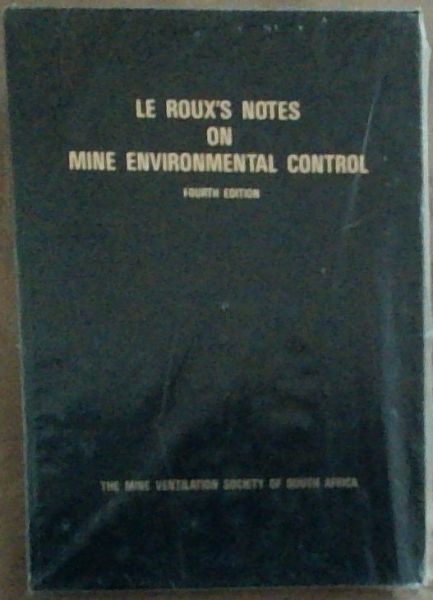 LE ROUX'S NOTES
ON
MINE ENVIRONMENTAL CONTROL
FOURTH EDITION
THE MINE VENTILATION SOCIETY OF SOUTH AFRICA